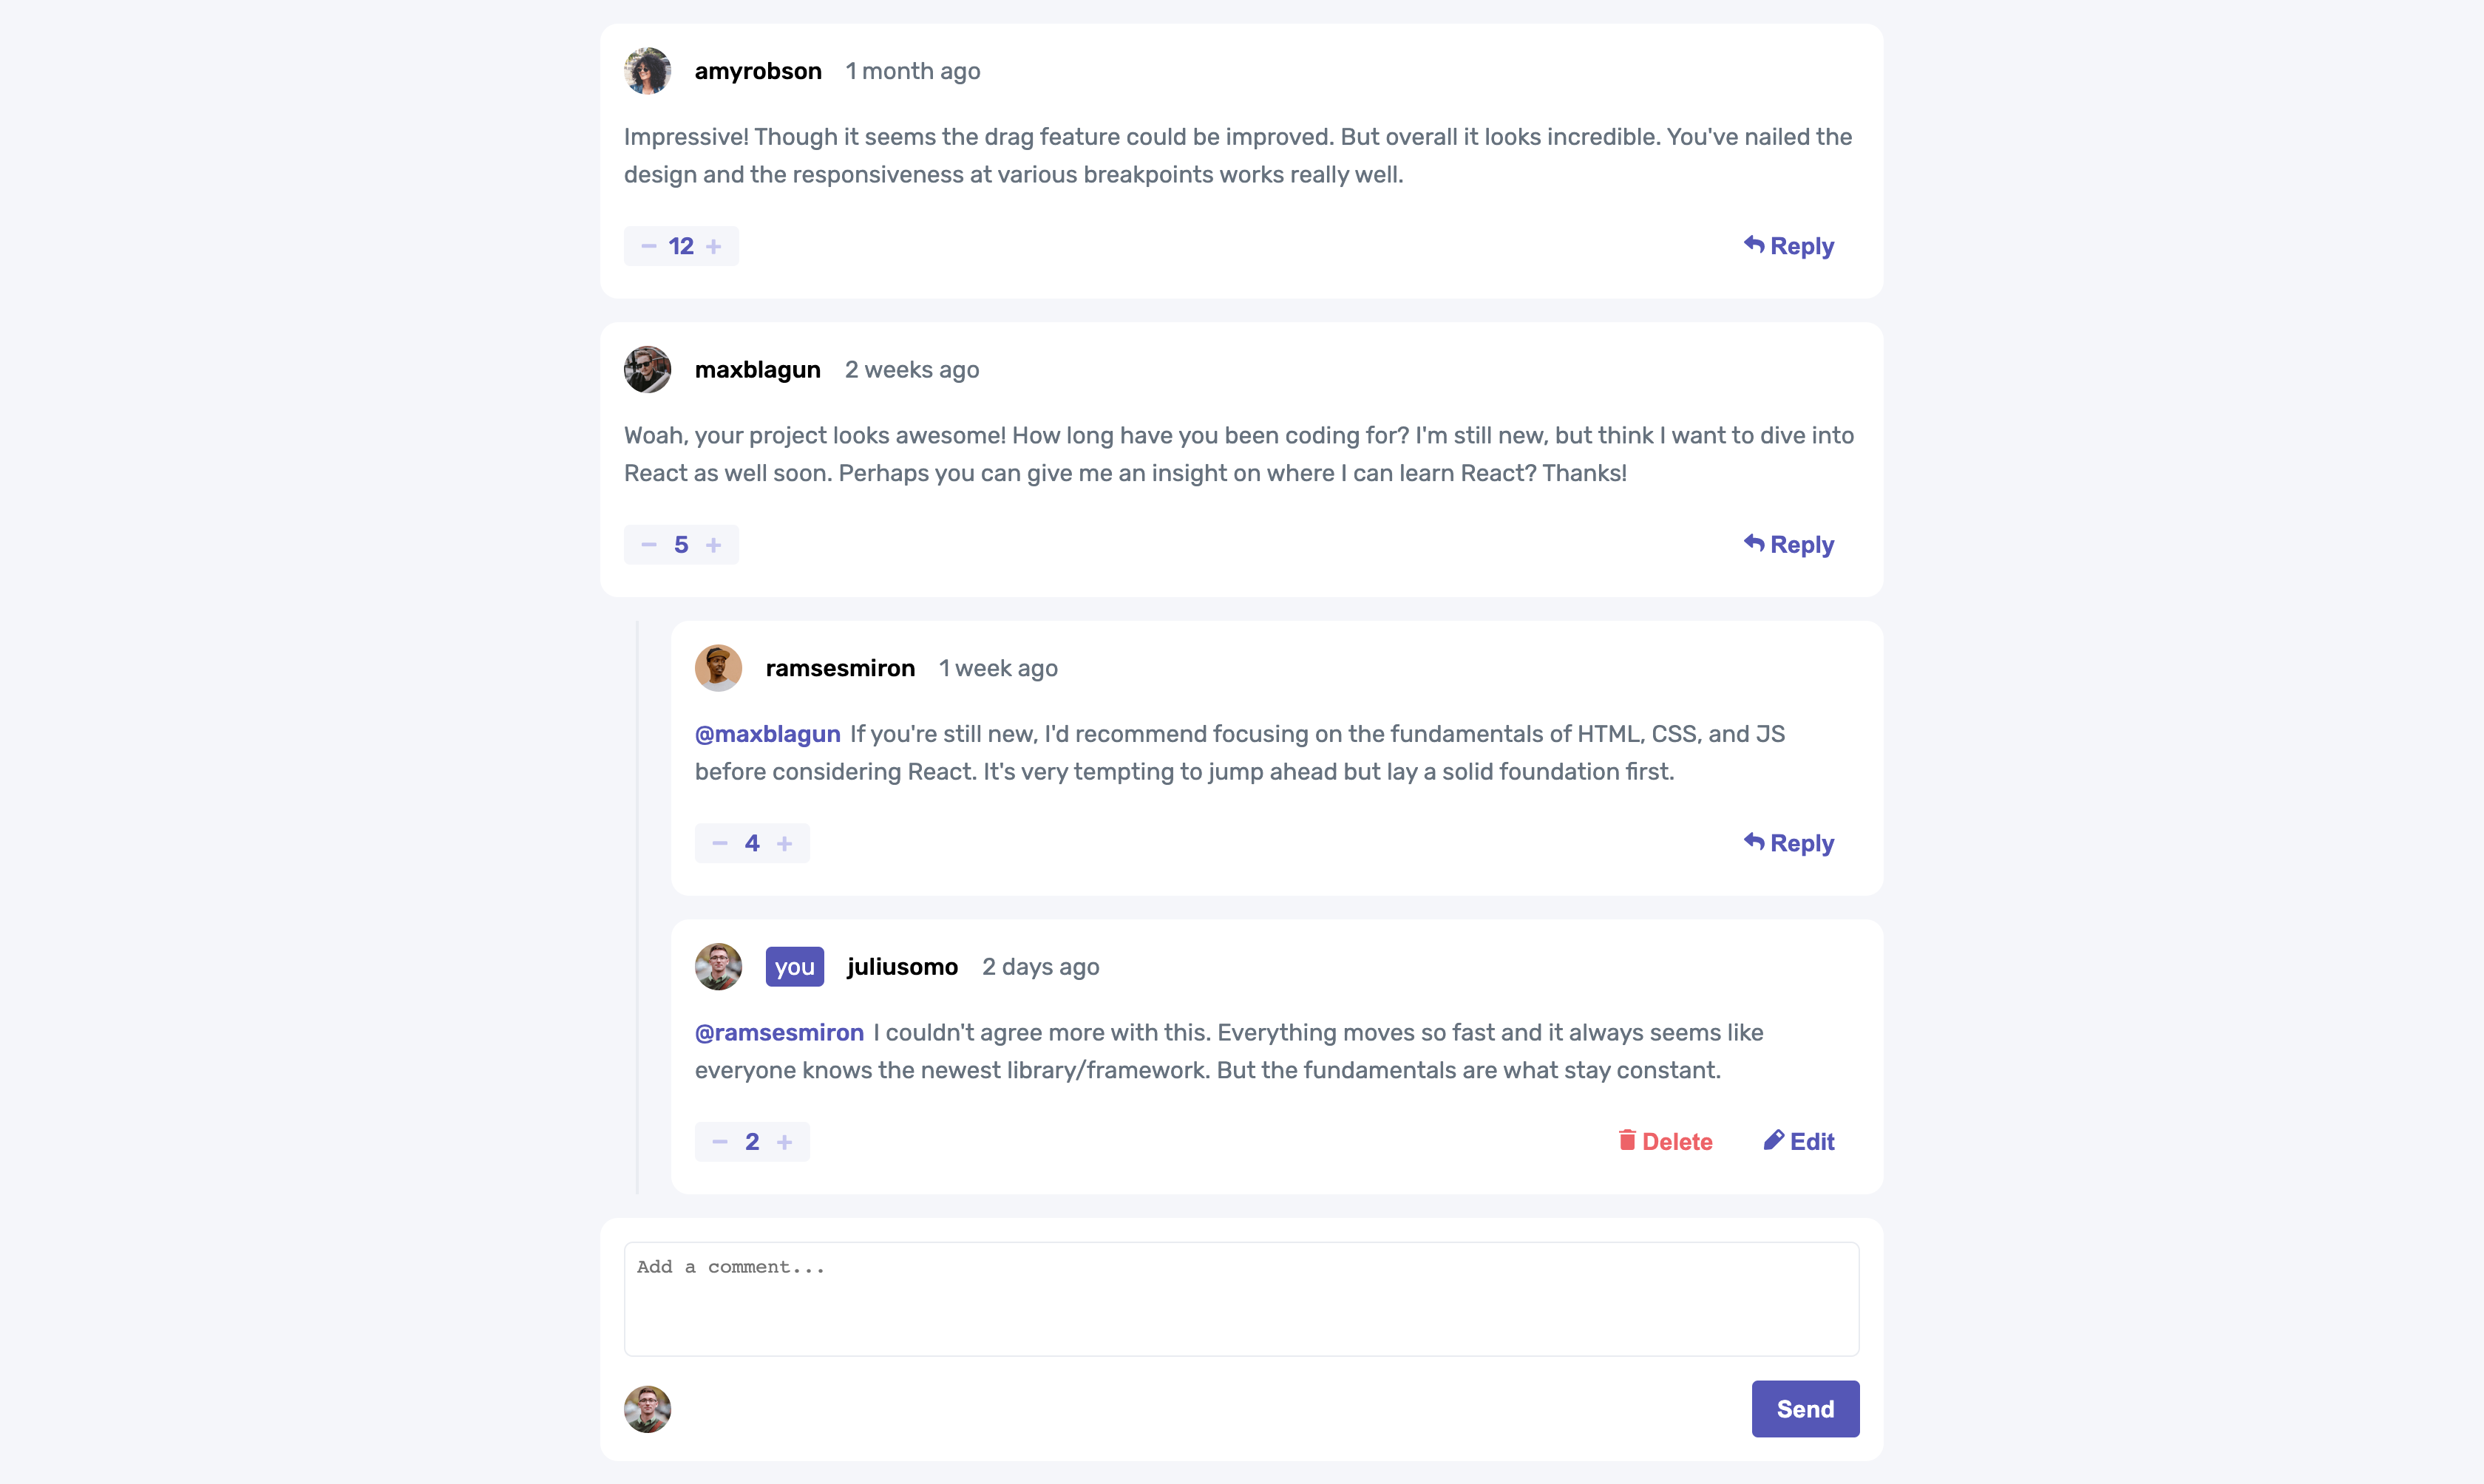 amyrobson 1 month ago
Impressive! Though it seems the drag feature could be improved. But overall it looks incredible. You've nailed the
design and the responsiveness at various breakpoints works really well.
− 12 + Reply
maxblagun 2 weeks ago
Woah, your project looks awesome! How long have you been coding for? I'm still new, but think I want to dive into
React as well soon. Perhaps you can give me an insight on where I can learn React? Thanks!
− 5 + Reply
ramsesmiron 1 week ago
@maxblagun If you're still new, I'd recommend focusing on the fundamentals of HTML, CSS, and JS
before considering React. It's very tempting to jump ahead but lay a solid foundation first.
− 4 + Reply
you juliusomo 2 days ago
@ramsesmiron I couldn't agree more with this. Everything moves so fast and it always seems like
everyone knows the newest library/framework. But the fundamentals are what stay constant.
− 2 + Delete Edit
Add a comment...
Send